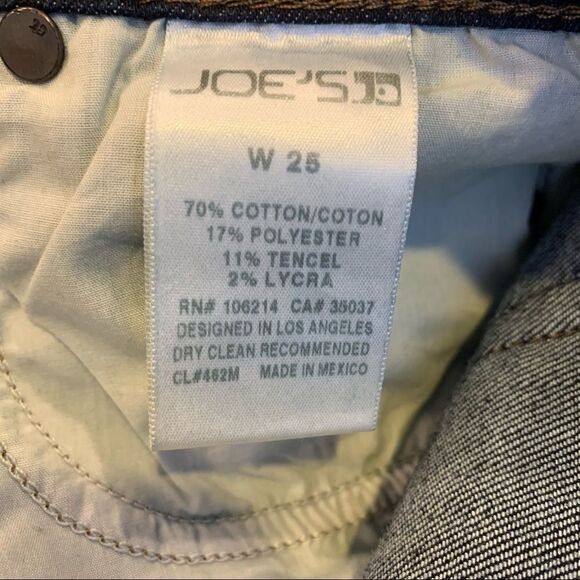 JOE'S
W 25
70% COTTON/COTON
17% POLYESTER
11% TENCEL
2% LYCRA
RN# 106214 CA# 35037
DESIGNED IN LOS ANGELES
DRY CLEAN RECOMMENDED
CL#462M MADE IN MEXICO